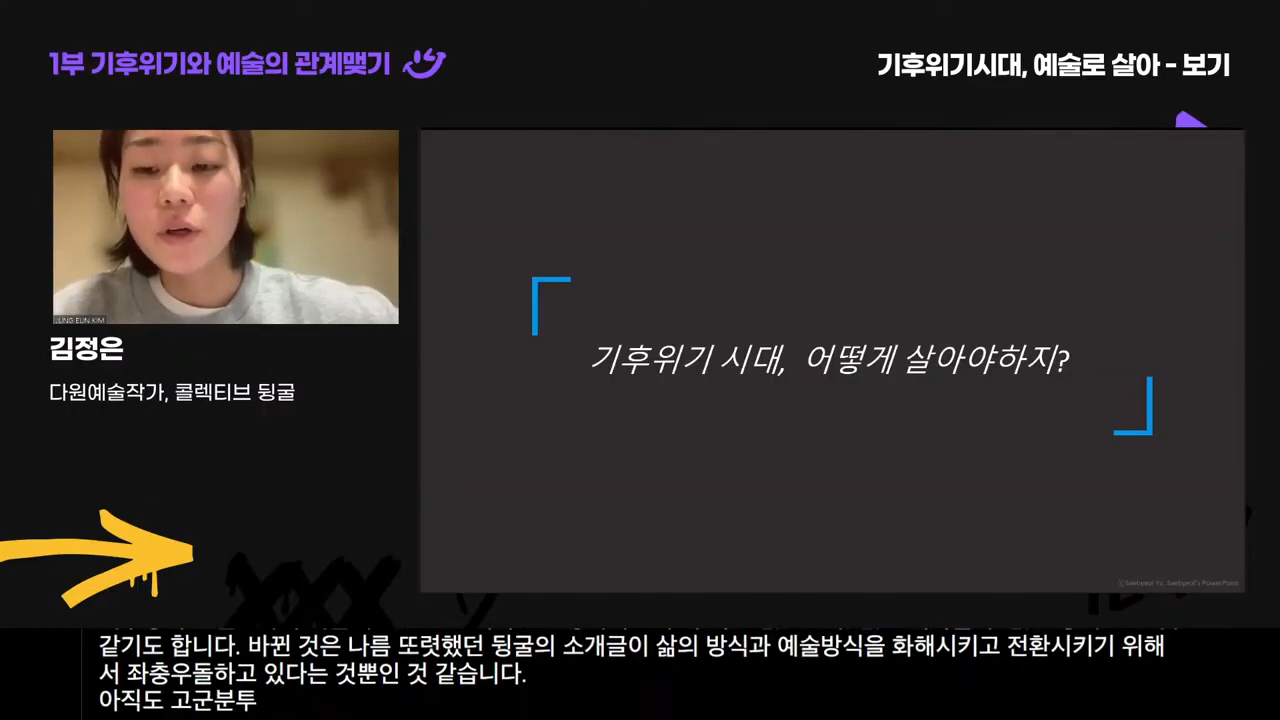 1부 기후위기와 예술의 관계맺기
기후위기시대, 예술로 살아 - 보기
JUNG EUN KIM
김정은
다원예술작가, 콜렉티브 뒹굴
기후위기 시대, 어떻게 살아야하지?
ⓒSaebyeol Yu. Saebyeol's PowerPoint
같기도 합니다. 바뀐 것은 나름 또렷했던 뒹굴의 소개글이 삶의 방식과 예술방식을 화해시키고 전환시키기 위해
서 좌충우돌하고 있다는 것뿐인 것 같습니다.
아직도 고군분투